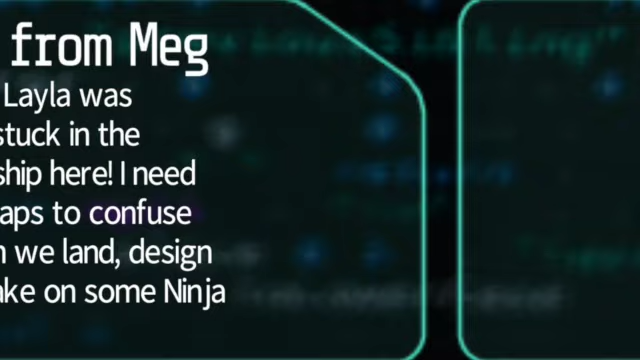 from Meg
Layla was
stuck in the
ship here! I need
aps to confuse
we land, design
ake on some Ninja